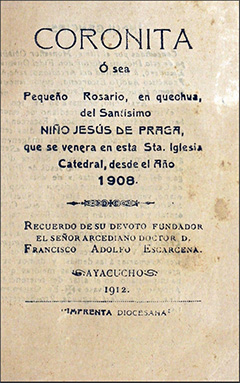 CORONITA
Ó sea
Pequeño Rosario, en quechua,
del Santísimo
NIÑO JESÚS DE PRAGA,
que se venera en esta Sta. Iglesia
Catedral, desde el Año
1908.
RECUERDO DE SU DEVOTO FUNDADOR
EL SEÑOR ARCEDIANO DOCTOR D.
FRANCISCO ADOLFO ESCARCENA.
AYACUCHO
1912.
"IMPRENTA DIOCESANA"